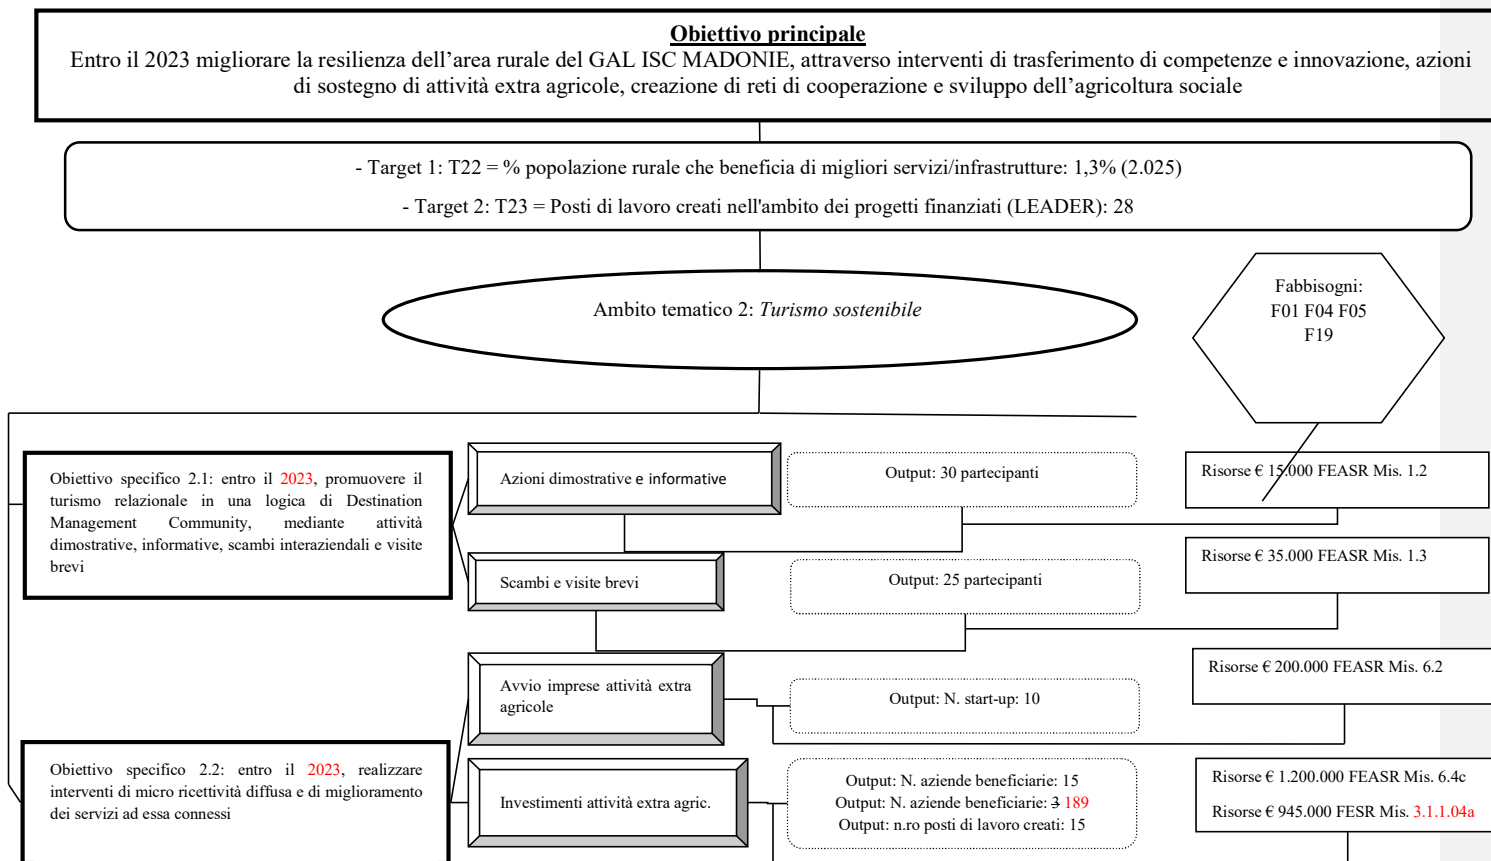 Obiettivo principale
Entro il 2023 migliorare la resilienza dell’area rurale del GAL ISC MADONIE, attraverso interventi di trasferimento di competenze e innovazione, azioni
di sostegno di attività extra agricole, creazione di reti di cooperazione e sviluppo dell’agricoltura sociale
- Target 1: T22 = % popolazione rurale che beneficia di migliori servizi/infrastrutture: 1,3% (2.025)
- Target 2: T23 = Posti di lavoro creati nell'ambito dei progetti finanziati (LEADER): 28
Ambito tematico 2: Turismo sostenibile
Fabbisogni:
F01 F04 F05
F19
Obiettivo specifico 2.1: entro il 2023, promuovere il
turismo relazionale in una logica di Destination
Management Community, mediante attività
dimostrative, informative, scambi interaziendali e visite
brevi
Azioni dimostrative e informative
Output: 30 partecipanti
Risorse € 15.000 FEASR Mis. 1.2
Scambi e visite brevi
Output: 25 partecipanti
Risorse € 35.000 FEASR Mis. 1.3
Avvio imprese attività extra
agricole
Output: N. start-up: 10
Risorse € 200.000 FEASR Mis. 6.2
Obiettivo specifico 2.2: entro il 2023, realizzare
interventi di micro ricettività diffusa e di miglioramento
dei servizi ad essa connessi
Investimenti attività extra agric.
Output: N. aziende beneficiarie: 15
Output: N. aziende beneficiarie: 3 189
Output: n.ro posti di lavoro creati: 15
Risorse € 1.200.000 FEASR Mis. 6.4c
Risorse € 945.000 FESR Mis. 3.1.1.04a